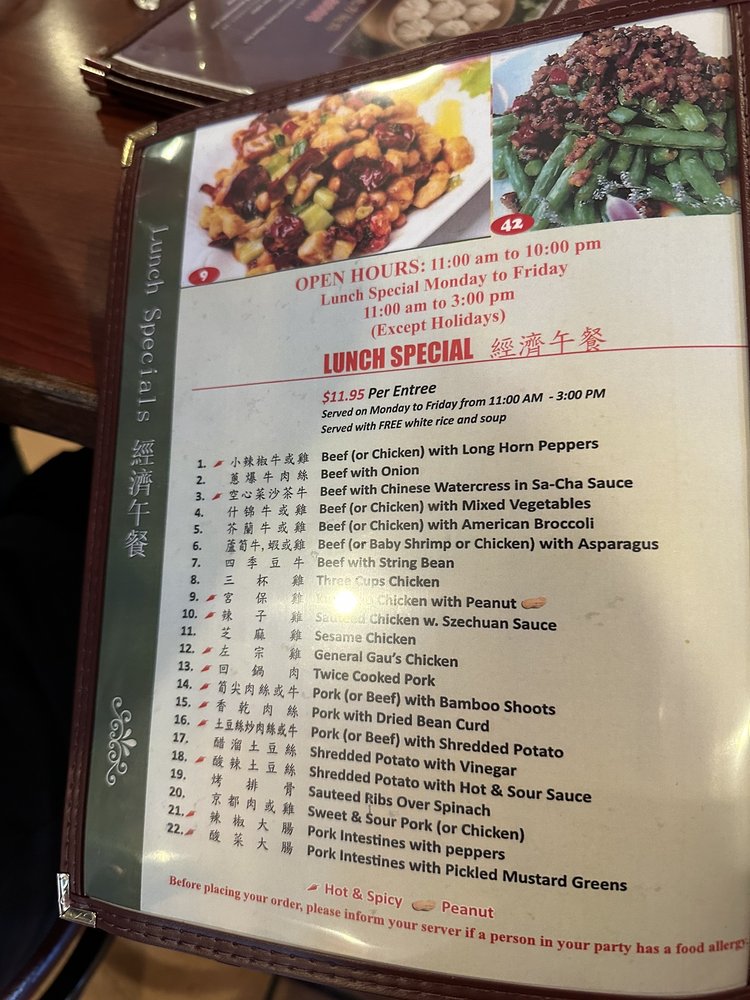 9
42
OPEN HOURS: 11:00 am to 10:00 pm
Lunch Special Monday to Friday
11:00 am to 3:00 pm
(Except Holidays)
LUNCH SPECIAL 經濟午餐
$11.95 Per Entree
Served on Monday to Friday from 11:00 AM - 3:00 PM
Served with FREE white rice and soup
Lunch Specials 經濟午餐
1. 小辣椒牛或雞 Beef (or Chicken) with Long Horn Peppers
2. 蔥爆牛肉絲 Beef with Onion
3. 空心菜沙茶牛 Beef with Chinese Watercress in Sa-Cha Sauce
4. 什錦牛或雞 Beef (or Chicken) with Mixed Vegetables
5. 芥蘭牛或雞 Beef (or Chicken) with American Broccoli
6. 蘆筍牛,蝦或雞 Beef (or Baby Shrimp or Chicken) with Asparagus
7. 四季豆牛 Beef with String Bean
8. 三杯雞 Three Cups Chicken
9. 宮保雞 Chicken with Peanut
10. 辣子雞 Sauteed Chicken w. Szechuan Sauce
11. 芝麻雞 Sesame Chicken
12. 左宗雞 General Gau's Chicken
13. 回鍋肉 Twice Cooked Pork
14. 筍尖肉絲或牛 Pork (or Beef) with Bamboo Shoots
15. 香乾肉絲 Pork with Dried Bean Curd
16. 土豆絲炒肉絲或牛 Pork (or Beef) with Shredded Potato
17. 醋溜土豆絲 Shredded Potato with Vinegar
18. 酸辣土豆絲 Shredded Potato with Hot & Sour Sauce
19. 烤排骨 Sauteed Ribs Over Spinach
20. 京都肉或雞 Sweet & Sour Pork (or Chicken)
21. 辣椒大腸 Pork Intestines with peppers
22. 酸菜大腸 Pork Intestines with Pickled Mustard Greens
Hot & Spicy Peanut
Before placing your order, please inform your server if a person in your party has a food allergy.